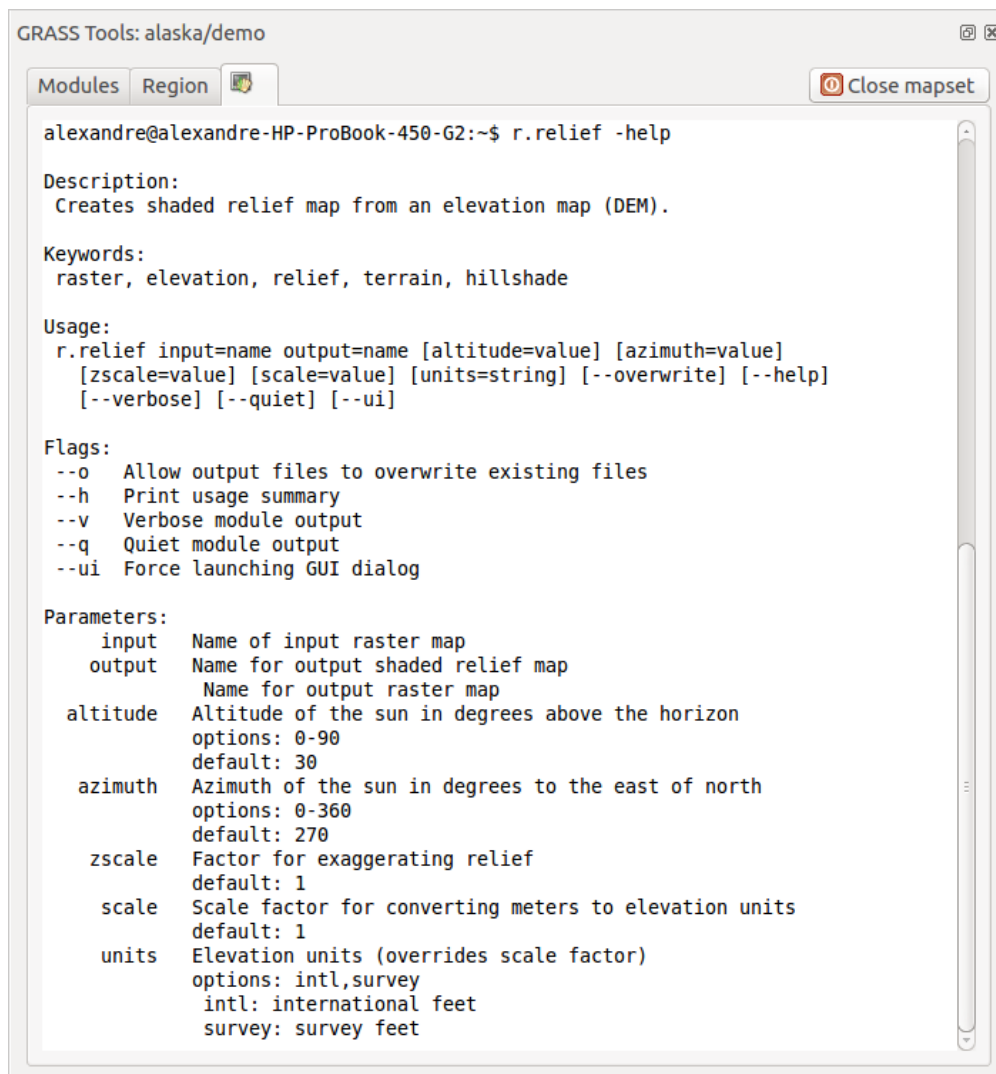 GRASS Tools: alaska/demo
Modules Region Close mapset
alexandre@alexandre-HP-ProBook-450-G2:~$ r.relief -help
Description:
Creates shaded relief map from an elevation map (DEM).
Keywords:
raster, elevation, relief, terrain, hillshade
Usage:
r.relief input=name output=name [altitude=value] [azimuth=value]
[zscale=value] [scale=value] [units=string] [--overwrite] [--help]
[--verbose] [--quiet] [--ui]
Flags:
--o Allow output files to overwrite existing files
--h Print usage summary
--v Verbose module output
--q Quiet module output
--ui Force launching GUI dialog
Parameters:
input Name of input raster map
output Name for output shaded relief map
Name for output raster map
altitude Altitude of the sun in degrees above the horizon
options: 0-90
default: 30
azimuth Azimuth of the sun in degrees to the east of north
options: 0-360
default: 270
zscale Factor for exaggerating relief
default: 1
scale Scale factor for converting meters to elevation units
default: 1
units Elevation units (overrides scale factor)
options: intl,survey
intl: international feet
survey: survey feet